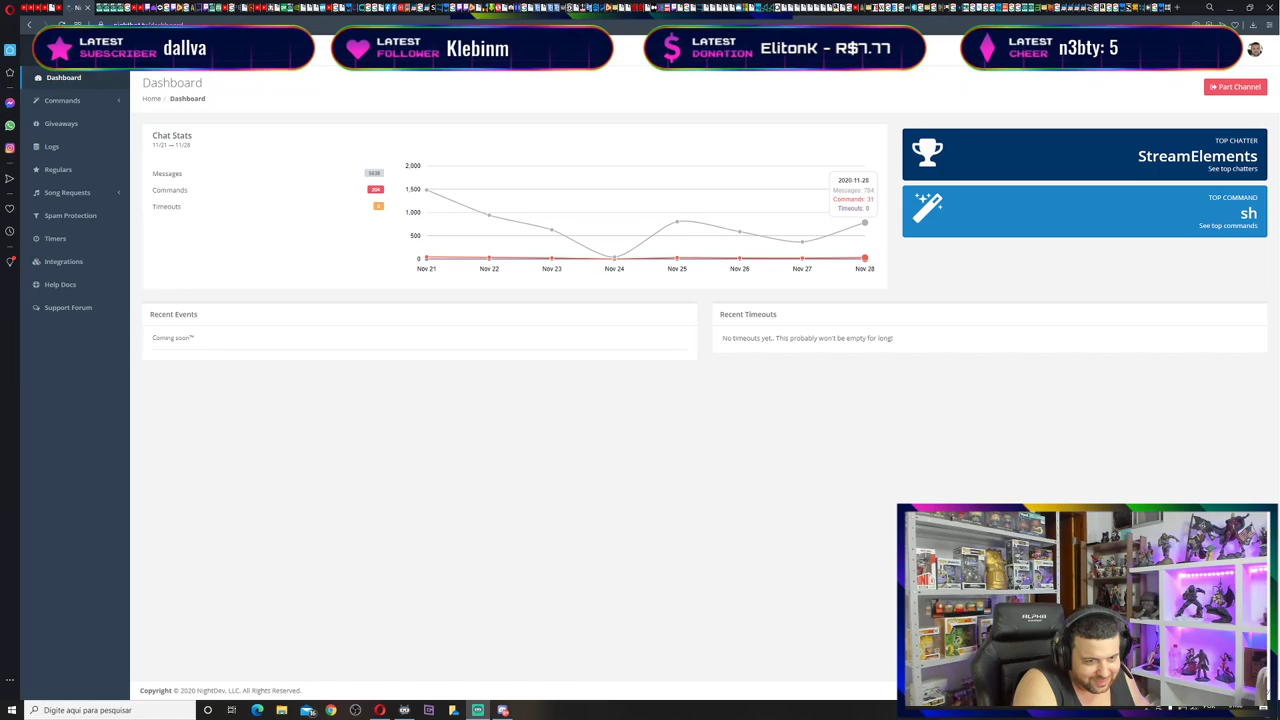 LATEST SUBSCRIBER dallva
LATEST FOLLOWER Klebinm
LATEST DONATION ElitonK - R$7.77
LATEST CHEER n3bty: 5
Dashboard
Commands
Giveaways
Logs
Regulars
Song Requests
Spam Protection
Timers
Integrations
Help Docs
Support Forum
Dashboard
Home / Dashboard
Part Channel
Chat Stats
11/21 — 11/28
Messages 5638
Commands 204
Timeouts 0
2,000
1,500
1,000
500
0
Nov 21 Nov 22 Nov 23 Nov 24 Nov 25 Nov 26 Nov 27 Nov 28
2020-11-28
Messages: 784
Commands: 31
Timeouts: 0
TOP CHATTER
StreamElements
See top chatters
TOP COMMAND
sh
See top commands
Recent Events
Coming soon™
Recent Timeouts
No timeouts yet.. This probably won't be empty for long!
ALPHA
Copyright © 2020 NightDev, LLC. All Rights Reserved.
Digite aqui para pesquisar